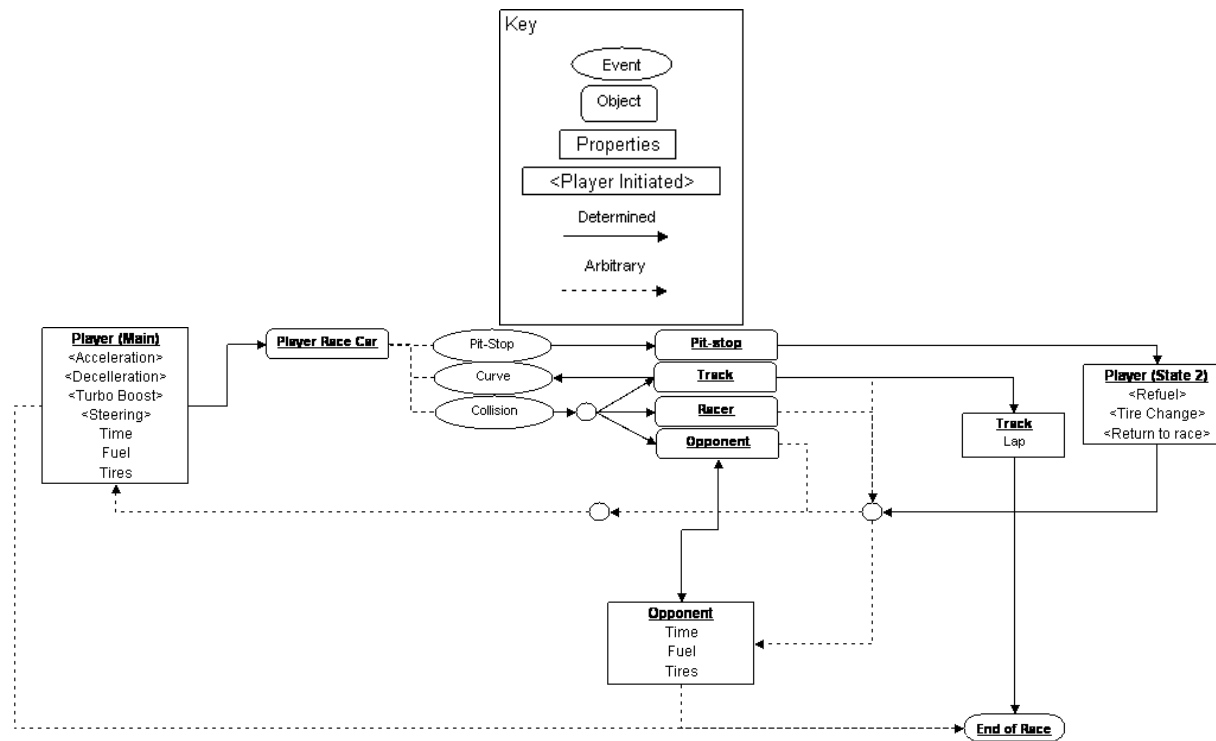 Key
Event
Object
Properties
<Player Initiated>
Determined
Arbitrary
Player (Main)
<Acceleration>
<Decelleration>
<Turbo Boost>
<Steering>
Time
Fuel
Tires
Player Race Car
Pit-Stop
Curve
Collision
Pit-stop
Track
Racer
Opponent
Track
Lap
Player (State 2)
<Refuel>
<Tire Change>
<Return to race>
Opponent
Time
Fuel
Tires
End of Race